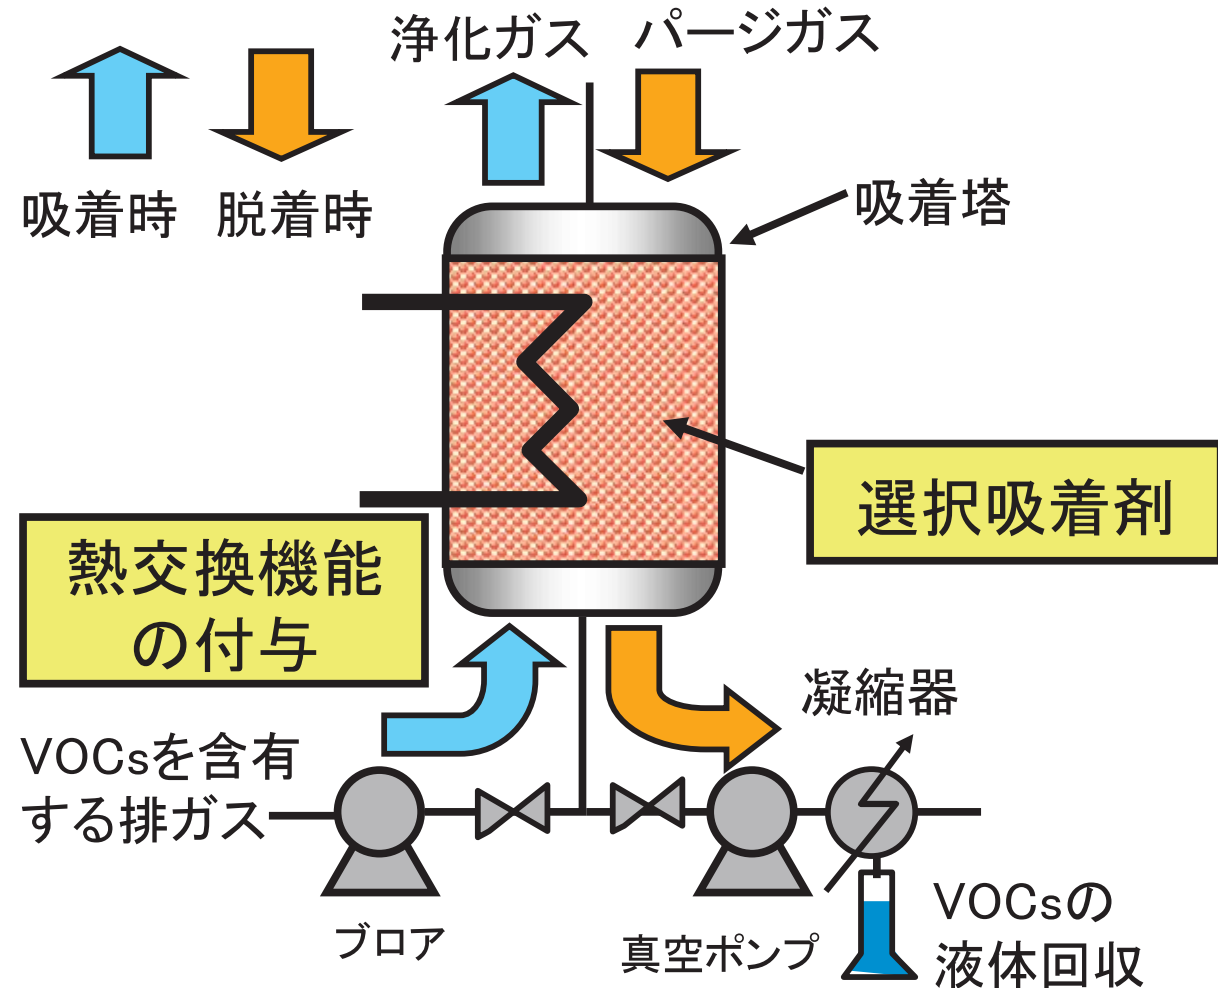 浄化ガス
パージガス
吸着時
脱着時
吸着塔
選択吸着剤
熱交換機能
の付与
凝縮器
VOCsを含有
する排ガス
ブロア
真空ポンプ
VOCsの
液体回収